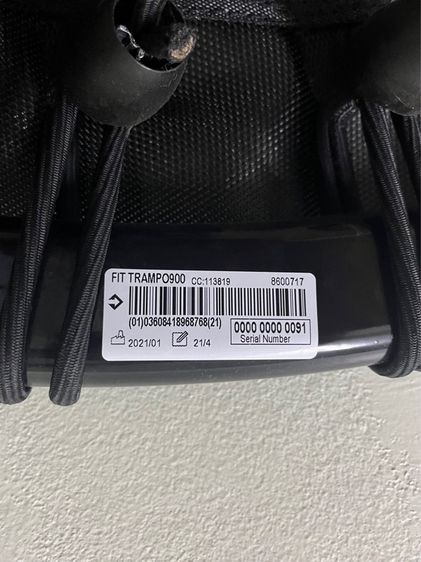 FIT TRAMPO900 CC:113819 8600717
(01)03608418968768(21)
0000 0000 0091
2021/01 21/4 Serial Number